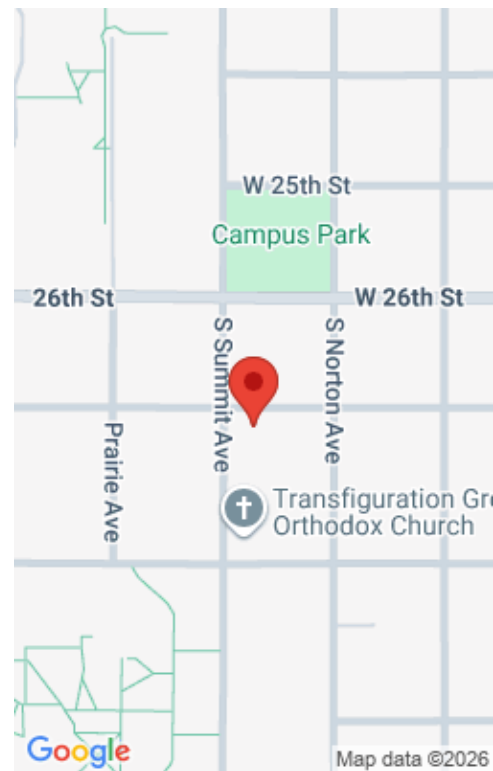 W 25th St
Campus Park
26th St
W 26th St
S Summit Ave
S Norton Ave
Prairie Ave
Transfiguration Gre
Orthodox Church
Google
Map data ©2026